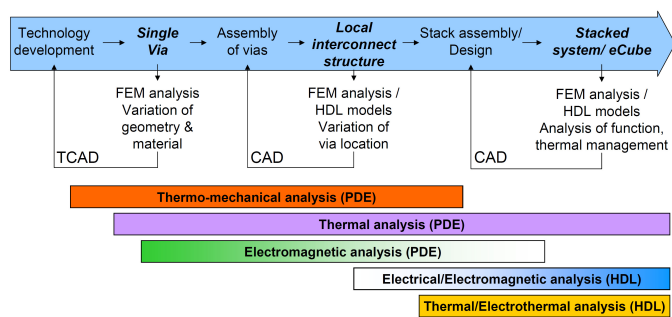 Technology
development
Single
Via
Assembly
of vias
Local
interconnect
structure
Stack assembly/
Design
Stacked
system/ eCube
FEM analysis
Variation of
geometry &
material
FEM analysis /
HDL models
Variation of
via location
FEM analysis /
HDL models
Analysis of function,
thermal management
TCAD
CAD
CAD
Thermo-mechanical analysis (PDE)
Thermal analysis (PDE)
Electromagnetic analysis (PDE)
Electrical/Electromagnetic analysis (HDL)
Thermal/Electrothermal analysis (HDL)